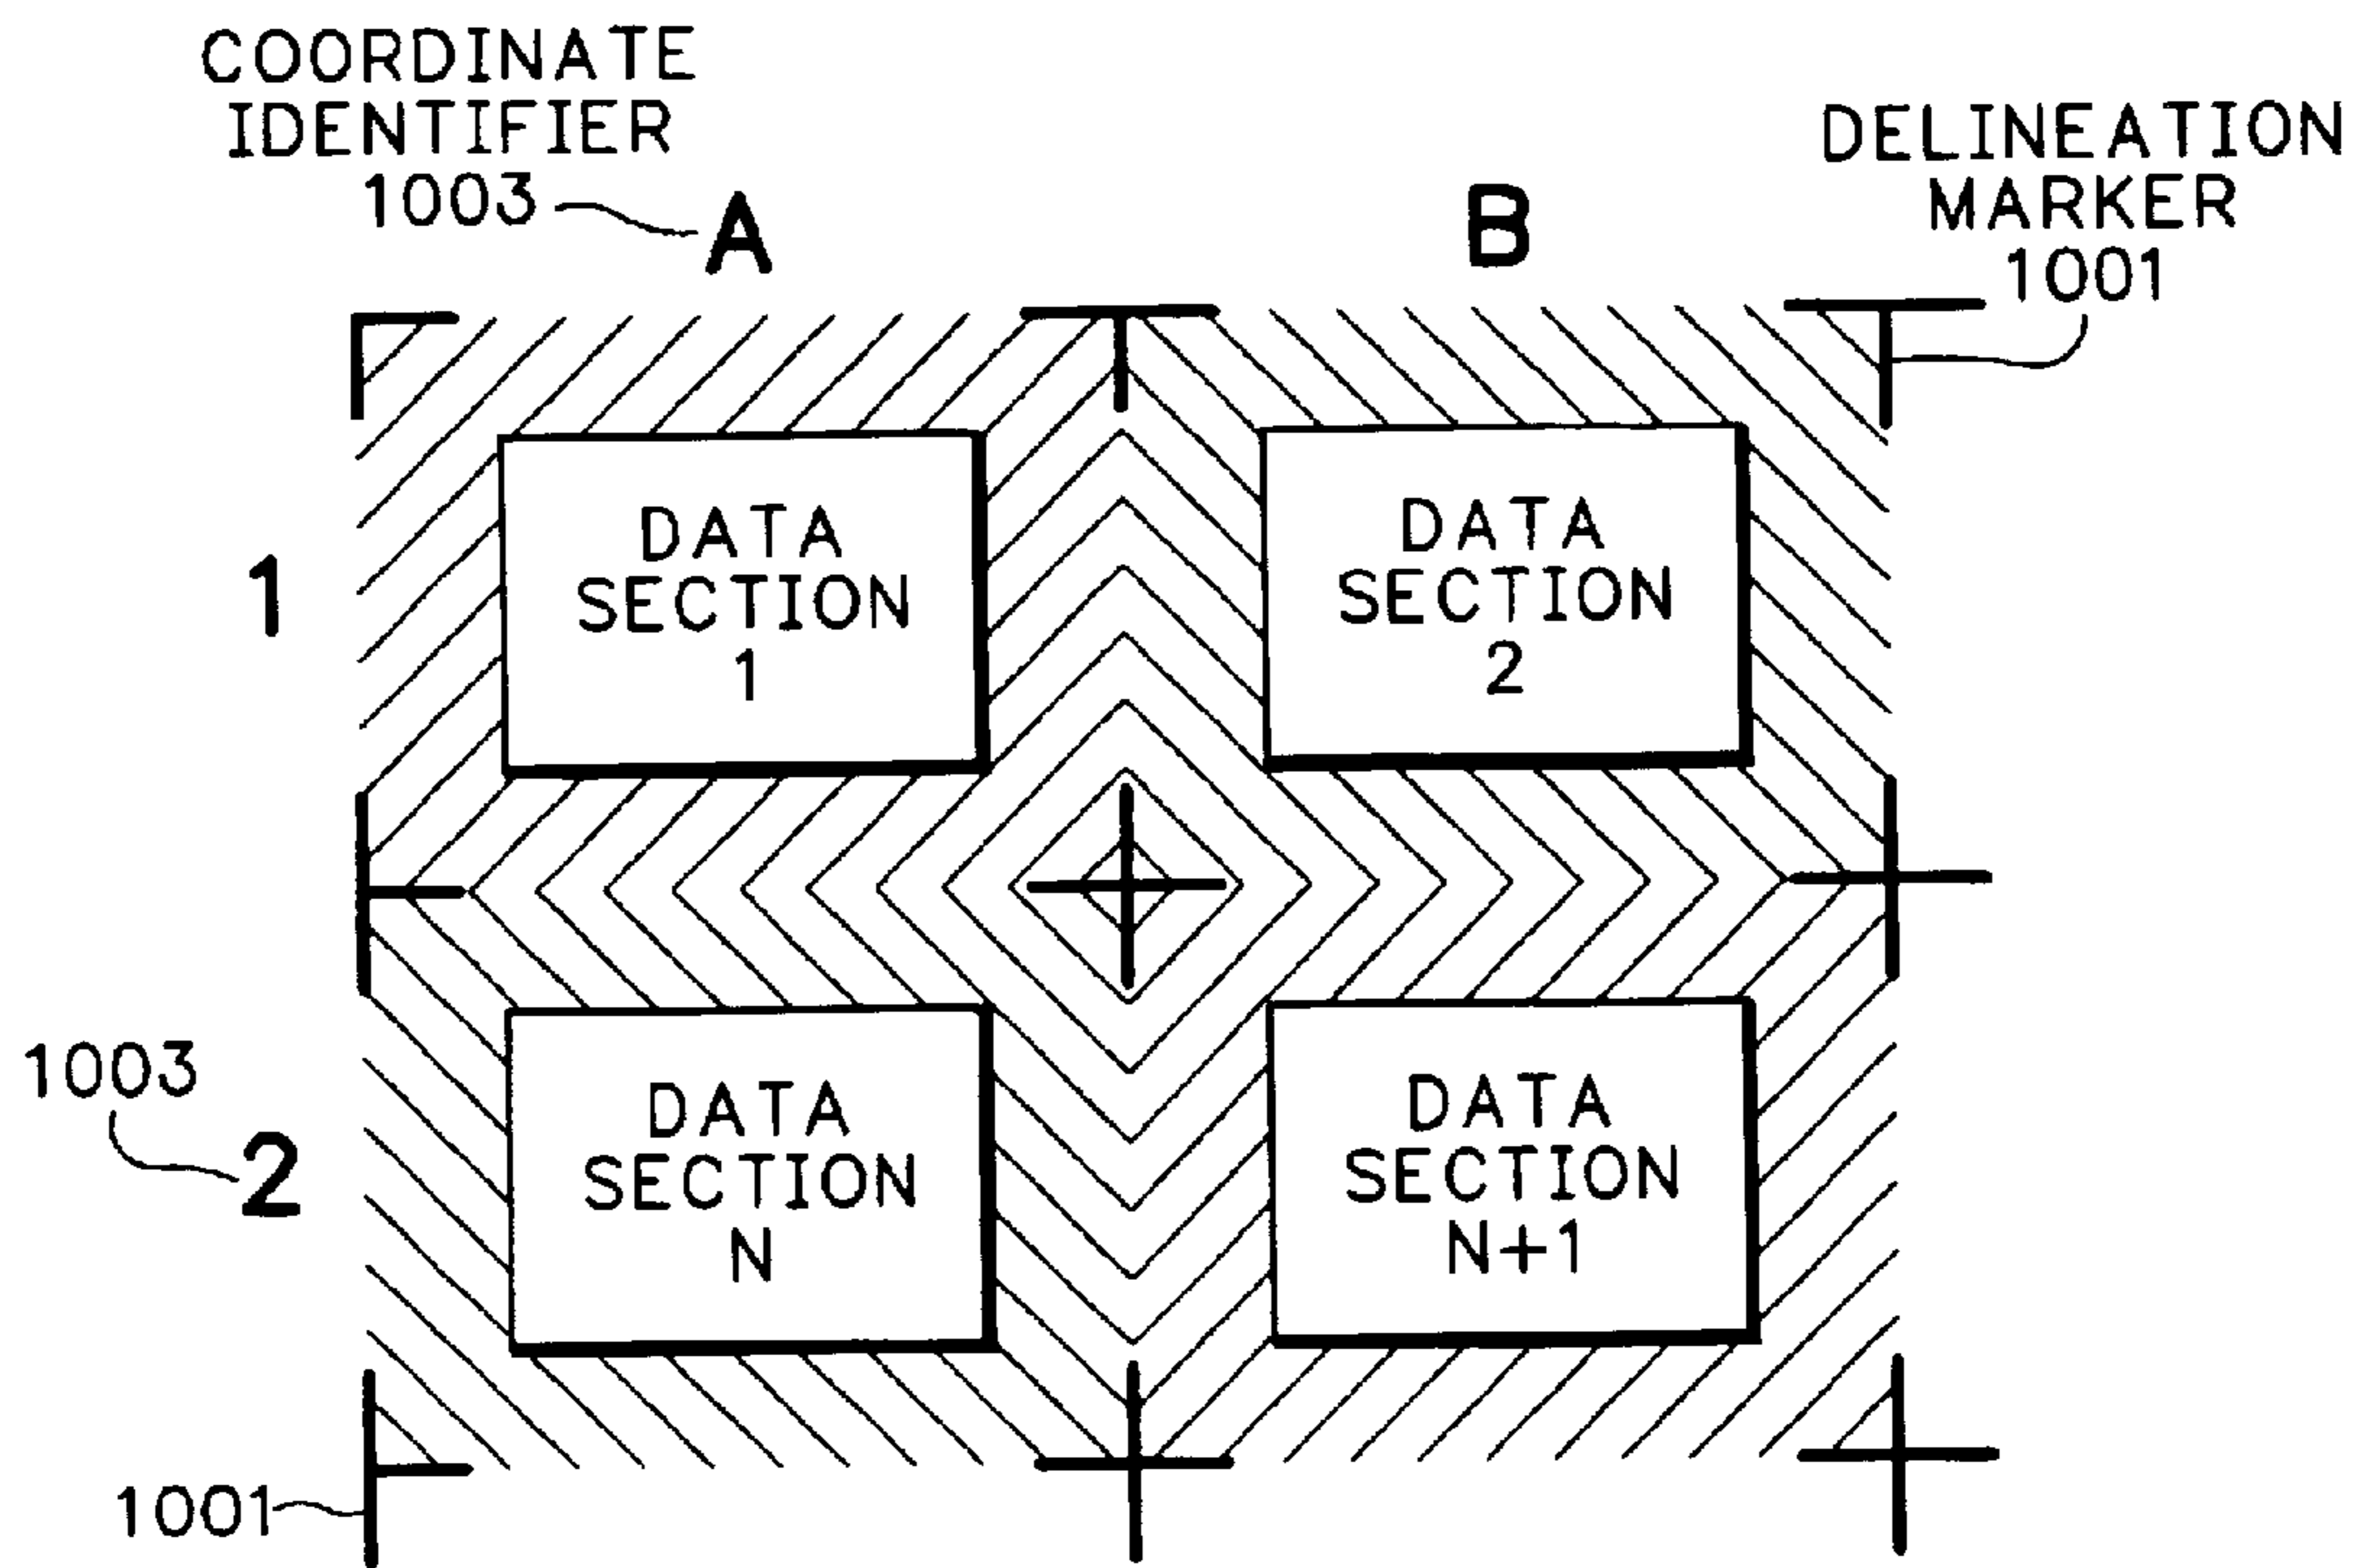 COORDINATE
IDENTIFIER
1003
A
B
DELINEATION
MARKER
1001
1
DATA
SECTION
1
DATA
SECTION
2
1003
2
DATA
SECTION
N
DATA
SECTION
N+1
1001